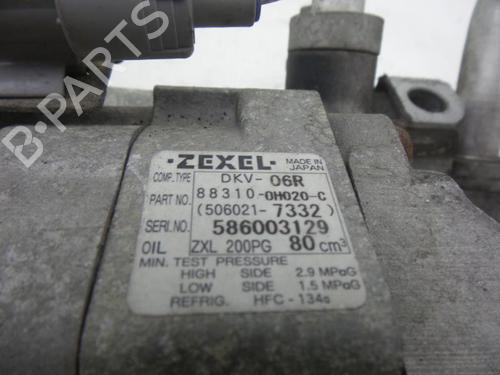 B-PARTS
·ZEXEL· MADE IN JAPAN
COMP. TYPE DKV- 06R
PART NO. 88310-0H020-C
(506021-7332)
SERI.NO. 586003129
OIL ZXL 200PG 80 cm³
MIN. TEST PRESSURE
HIGH SIDE 2.9 MPaG
LOW SIDE 1.5 MPaG
REFRIG. HFC-134a